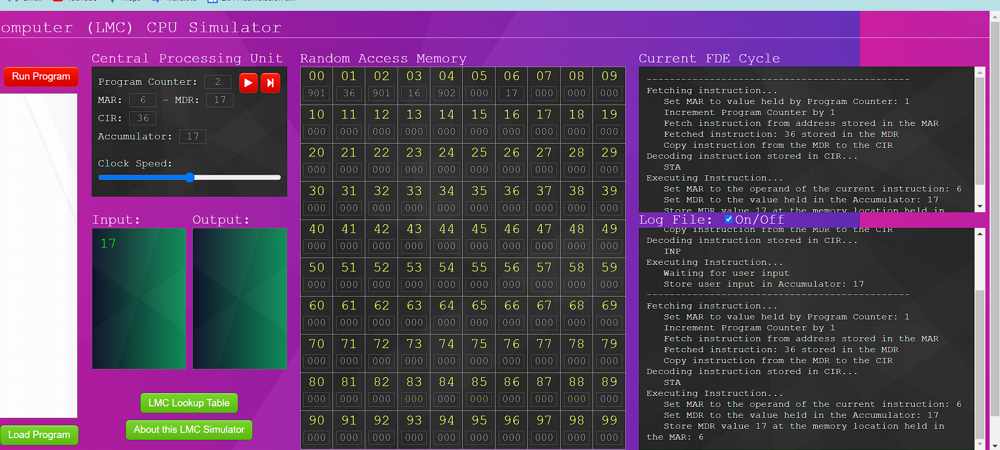 YouTube Maps Translate
omputer (LMC) CPU Simulator
Run Program
Load Program
Central Processing Unit
Program Counter: 2
MAR: 6 - MDR: 17
CIR: 36
Accumulator: 17
Clock Speed:
Input: Output:
17
LMC Lookup Table
About this LMC Simulator
Random Access Memory
00 01 02 03 04 05 06 07 08 09
901 36 901 16 902 000 17 000 000 000
10 11 12 13 14 15 16 17 18 19
000 000 000 000 000 000 000 000 000 000
20 21 22 23 24 25 26 27 28 29
000 000 000 000 000 000 000 000 000 000
30 31 32 33 34 35 36 37 38 39
000 000 000 000 000 000 000 000 000 000
40 41 42 43 44 45 46 47 48 49
000 000 000 000 000 000 000 000 000 000
50 51 52 53 54 55 56 57 58 59
000 000 000 000 000 000 000 000 000 000
60 61 62 63 64 65 66 67 68 69
000 000 000 000 000 000 000 000 000 000
70 71 72 73 74 75 76 77 78 79
000 000 000 000 000 000 000 000 000 000
80 81 82 83 84 85 86 87 88 89
000 000 000 000 000 000 000 000 000 000
90 91 92 93 94 95 96 97 98 99
000 000 000 000 000 000 000 000 000 000
Current FDE Cycle
----------------------------------------------
Fetching instruction...
Set MAR to value held by Program Counter: 1
Increment Program Counter by 1
Fetch instruction from address stored in the MAR
Fetched instruction: 36 stored in the MDR
Copy instruction from the MDR to the CIR
Decoding instruction stored in CIR...
STA
Executing Instruction...
Set MAR to the operand of the current instruction: 6
Set MDR to the value held in the Accumulator: 17
Store MDR value 17 at the memory location held in
Log File: On/Off
Copy instruction from the MDR to the CIR
Decoding instruction stored in CIR...
INP
Executing Instruction...
Waiting for user input
Store user input in Accumulator: 17
----------------------------------------------
Fetching instruction...
Set MAR to value held by Program Counter: 1
Increment Program Counter by 1
Fetch instruction from address stored in the MAR
Fetched instruction: 36 stored in the MDR
Copy instruction from the MDR to the CIR
Decoding instruction stored in CIR...
STA
Executing Instruction...
Set MAR to the operand of the current instruction: 6
Set MDR to the value held in the Accumulator: 17
Store MDR value 17 at the memory location held in
the MAR: 6